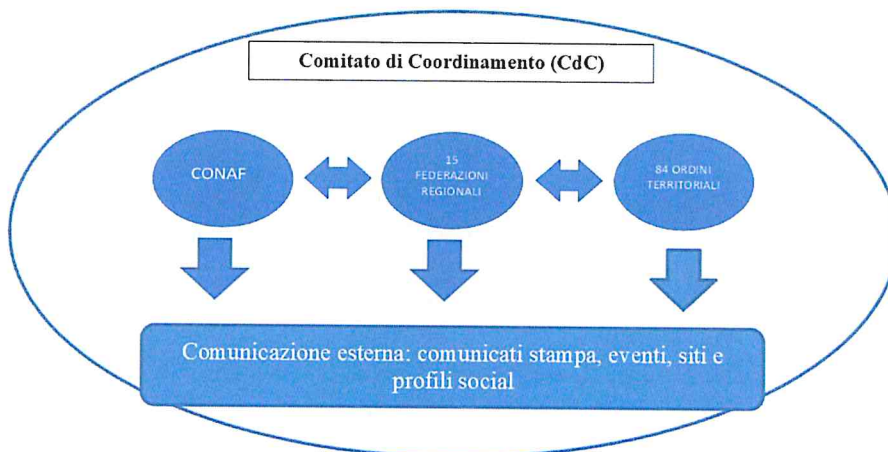 Comitato di Coordinamento (CdC)
CONAF
15
FEDERAZIONI
REGIONALI
84 ORDINI
TERRITORIALI
Comunicazione esterna: comunicati stampa, eventi, siti e
profili social